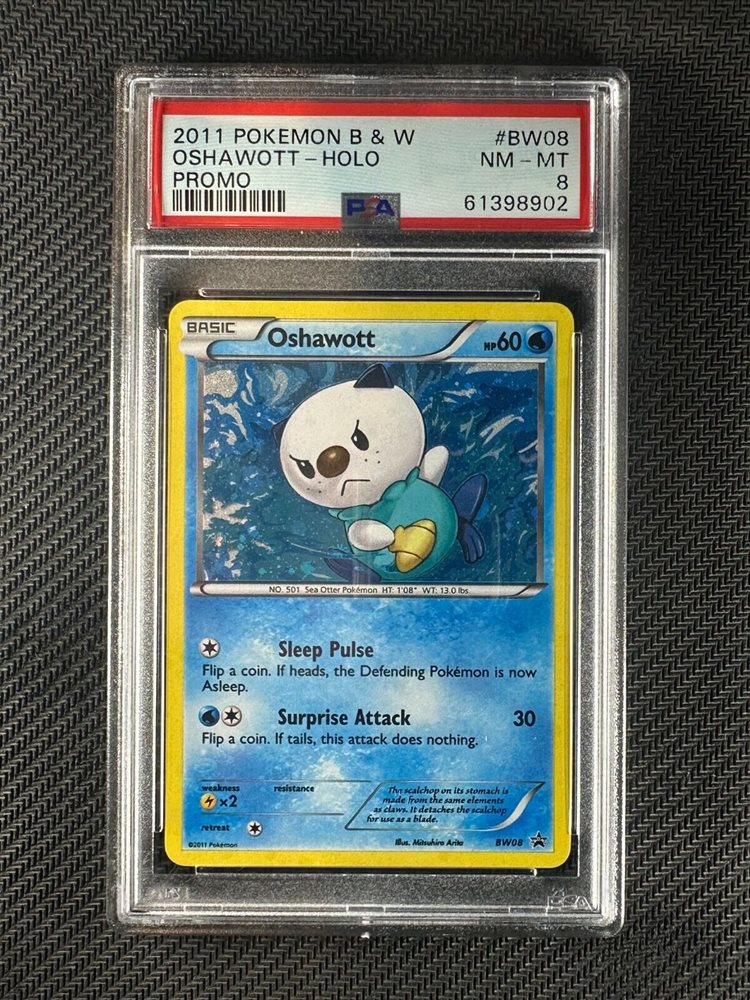 2011 POKEMON B & W #BW08
OSHAWOTT – HOLO NM – MT
PROMO 8
PSA 61398902
BASIC Oshawott HP60
NO. 501 Sea Otter Pokémon HT: 1'08" WT: 13.0 lbs.
Sleep Pulse
Flip a coin. If heads, the Defending Pokémon is now
Asleep.
Surprise Attack 30
Flip a coin. If tails, this attack does nothing.
weakness resistance
×2
The scalchop on its stomach is
made from the same elements
as claws. It detaches the scalchop
for use as a blade.
retreat
©2011 Pokémon Illus. Mitsuhiro Arita BW08
PSA